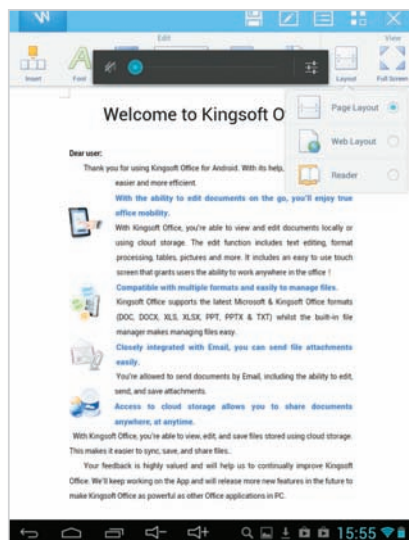 W
Edit
View
Insert
Font
Layout
Full Screen
Page Layout
Web Layout
Reader
Welcome to Kingsoft O
Dear user:
Thank you for using Kingsoft Office for Android. With its help,
easier and more efficient.
With the ability to edit documents on the go, you'll enjoy true
office mobility.
With Kingsoft Office, you're able to view and edit documents locally or
using cloud storage. The edit function includes text editing, format
processing, tables, pictures and more. It includes an easy to use touch
screen that grants users the ability to work anywhere in the office !
Compatible with multiple formats and easily to manage files.
Kingsoft Office supports the latest Microsoft & Kingsoft Office formats
(DOC, DOCX, XLS, XLSX, PPT, PPTX & TXT) whilst the built-in file
manager makes managing files easy.
Closely integrated with Email, you can send file attachments
easily.
You're allowed to send documents by Email, including the ability to edit,
send, and save attachments.
Access to cloud storage allows you to share documents
anywhere, at anytime.
With Kingsoft Office, you're able to view, edit, and save files stored using cloud storage.
This makes it easier to sync, save, and share files.
Your feedback is highly valued and will help us to continually improve Kingsoft
Office. We'll keep working on the App and will release more new features in the future to
make Kingsoft Office as powerful as other Office applications in PC.
15:55